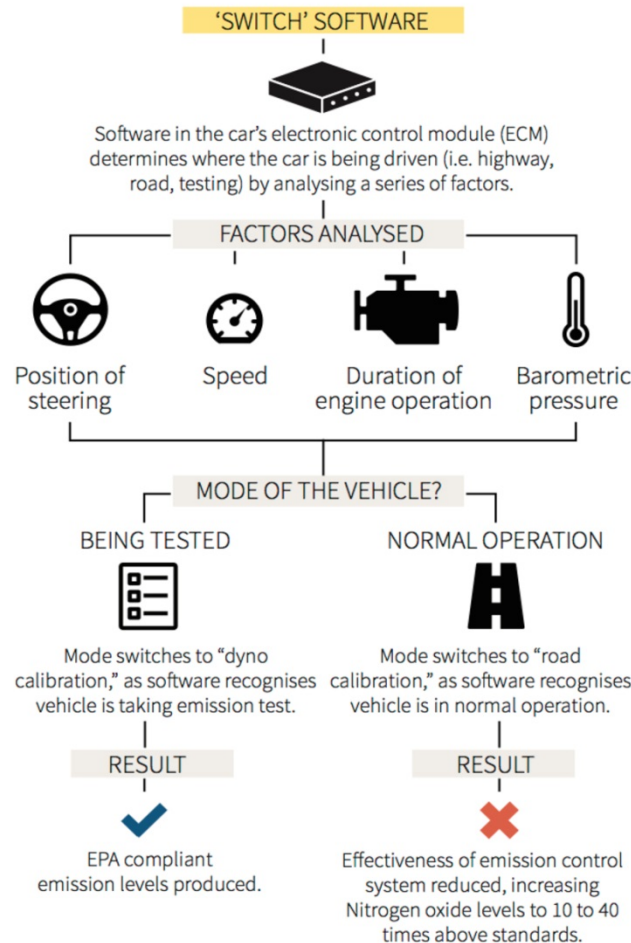 ‘SWITCH’ SOFTWARE
Software in the car’s electronic control module (ECM)
determines where the car is being driven (i.e. highway,
road, testing) by analysing a series of factors.
FACTORS ANALYSED
Position of
steering
Speed
Duration of
engine operation
Barometric
pressure
MODE OF THE VEHICLE?
BEING TESTED
Mode switches to “dyno
calibration,” as software recognises
vehicle is taking emission test.
RESULT
EPA compliant
emission levels produced.
NORMAL OPERATION
Mode switches to “road
calibration,” as software recognises
vehicle is in normal operation.
RESULT
Effectiveness of emission control
system reduced, increasing
Nitrogen oxide levels to 10 to 40
times above standards.